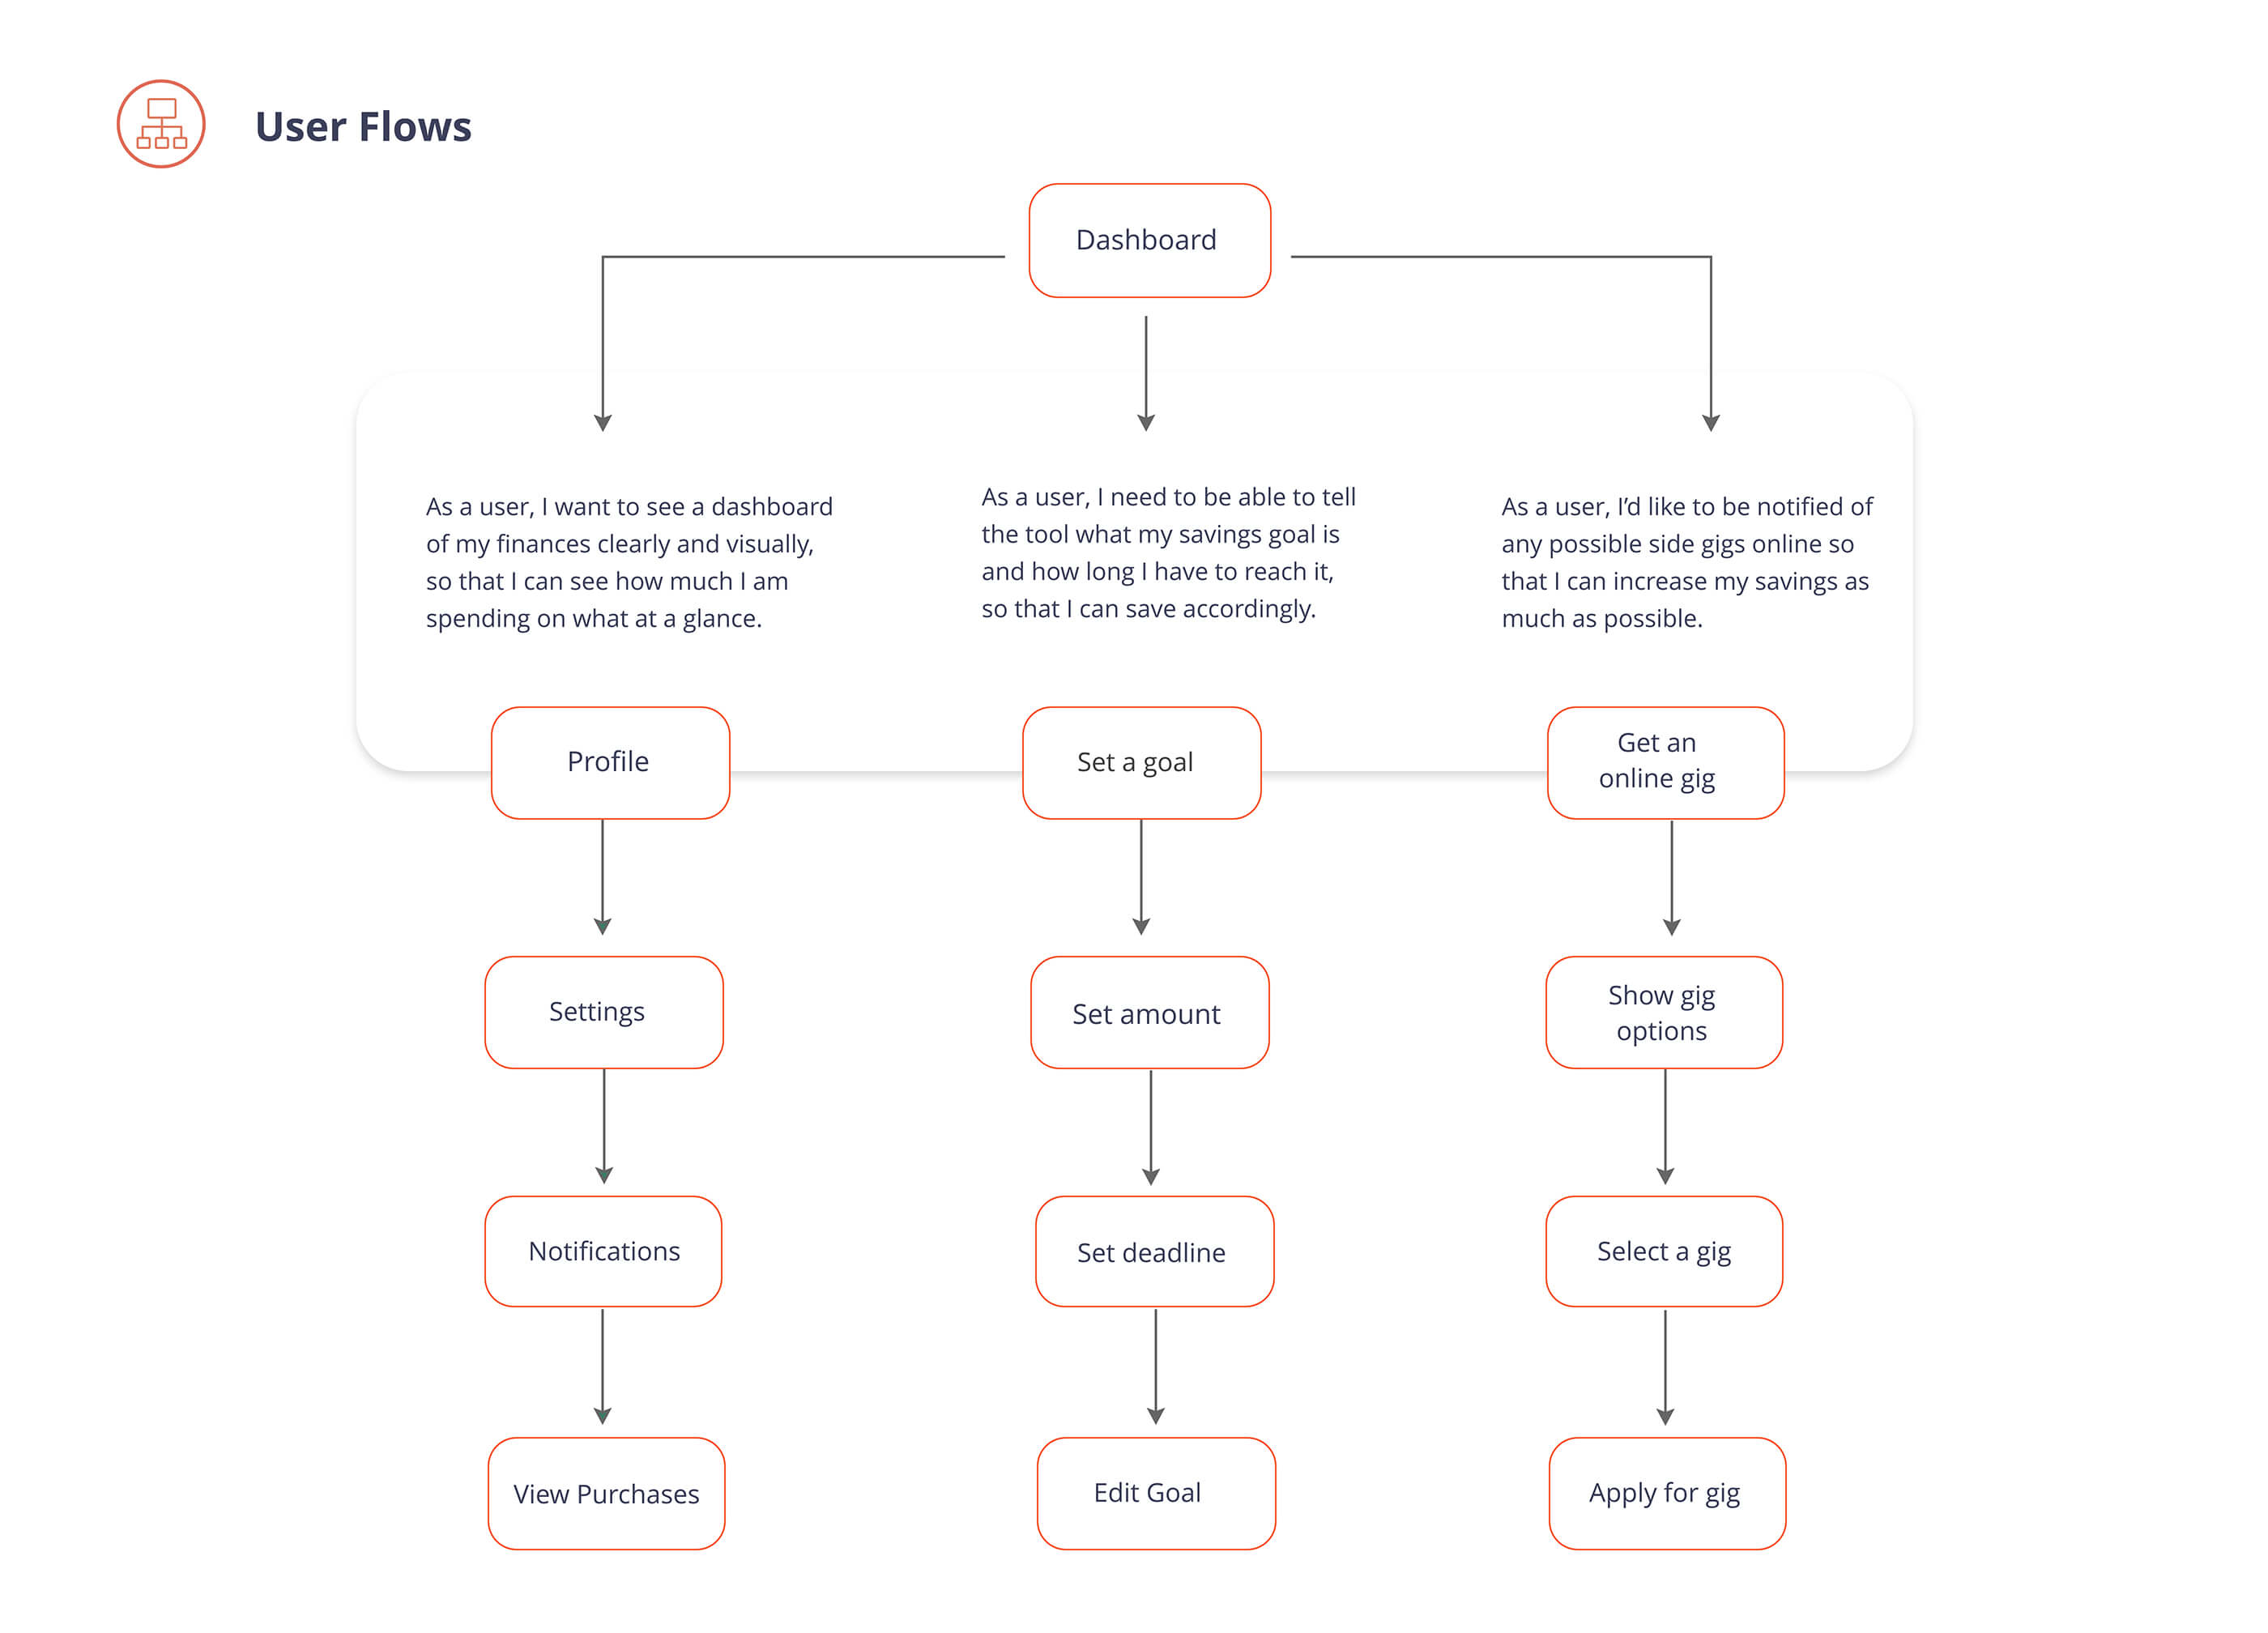 User Flows
Dashboard
As a user, I want to see a dashboard
of my finances clearly and visually,
so that I can see how much I am
spending on what at a glance.
As a user, I need to be able to tell
the tool what my savings goal is
and how long I have to reach it,
so that I can save accordingly.
As a user, I’d like to be notified of
any possible side gigs online so
that I can increase my savings as
much as possible.
Profile
Set a goal
Get an
online gig
Settings
Set amount
Show gig
options
Notifications
Set deadline
Select a gig
View Purchases
Edit Goal
Apply for gig